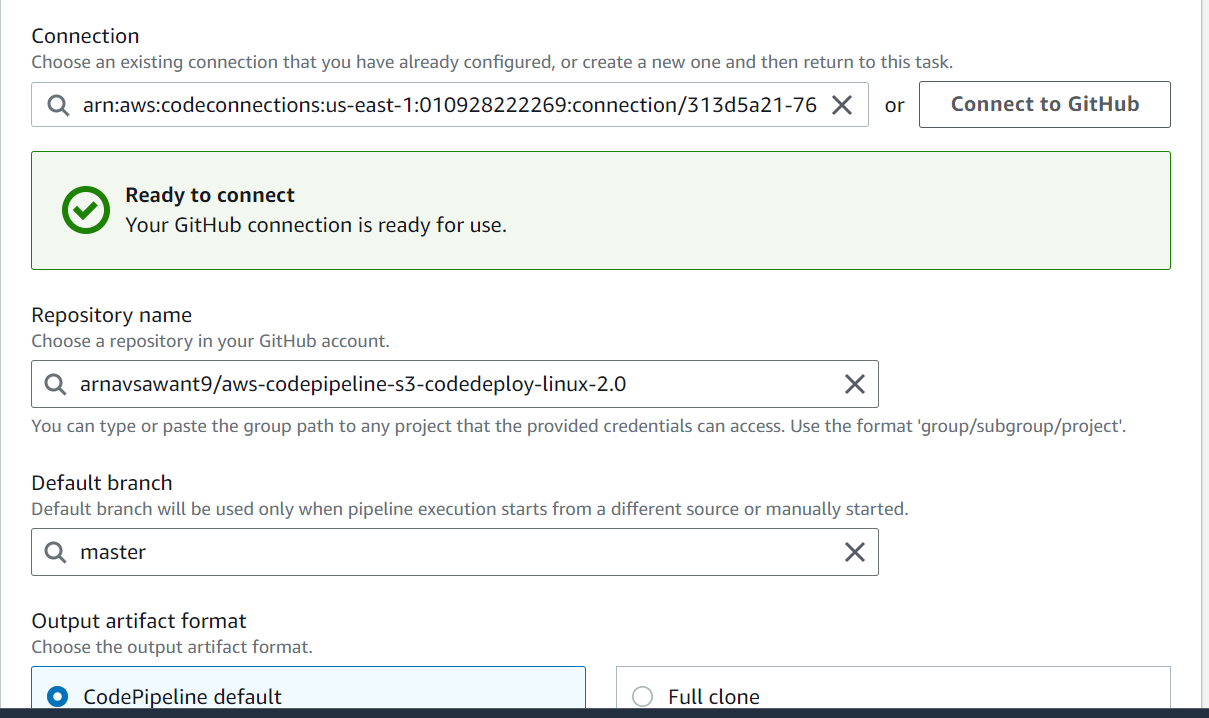 Connection
Choose an existing connection that you have already configured, or create a new one and then return to this task.
arn:aws:codeconnections:us-east-1:010928222269:connection/313d5a21-76
or
Connect to GitHub
Ready to connect
Your GitHub connection is ready for use.
Repository name
Choose a repository in your GitHub account.
arnavsawant9/aws-codepipeline-s3-codedeploy-linux-2.0
You can type or paste the group path to any project that the provided credentials can access. Use the format 'group/subgroup/project'.
Default branch
Default branch will be used only when pipeline execution starts from a different source or manually started.
master
Output artifact format
Choose the output artifact format.
CodePipeline default
Full clone